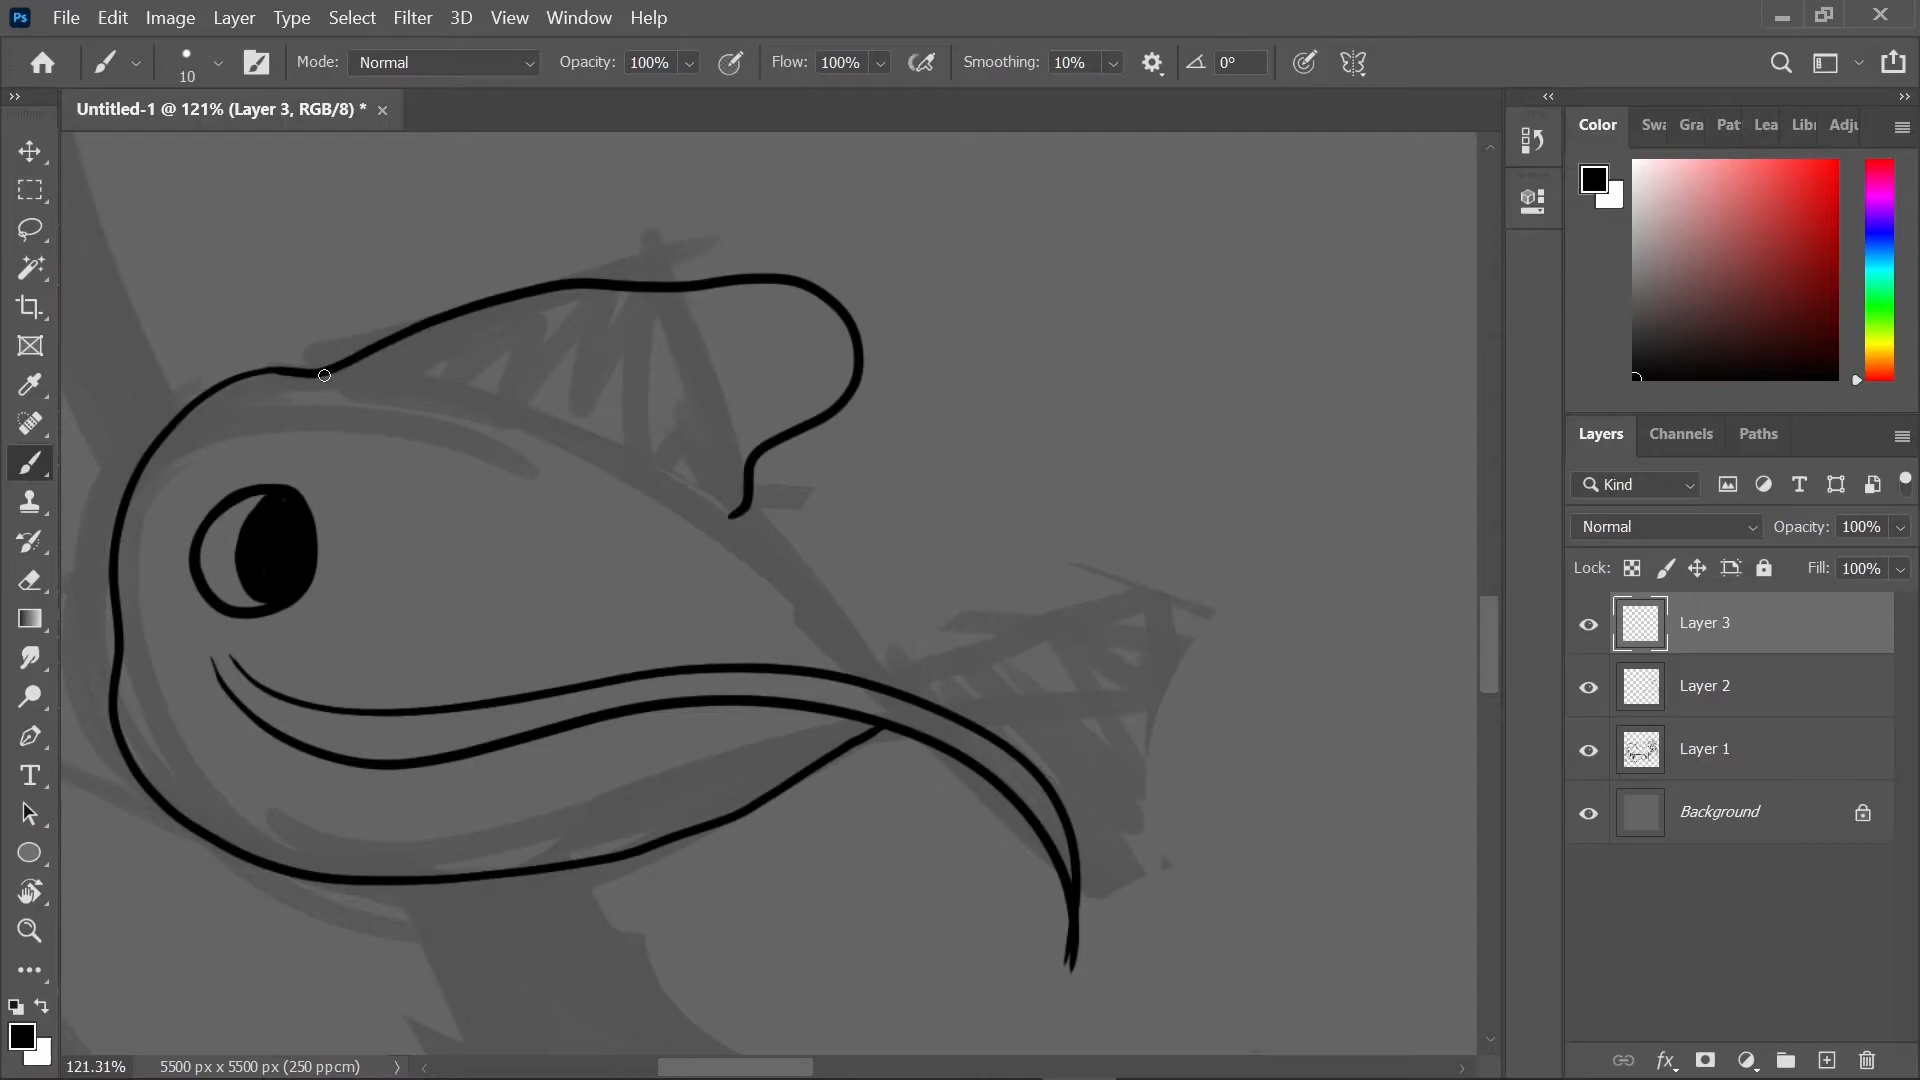 Ps File Edit Image Layer Type Select Filter 3D View Window Help
10 Mode: Normal Opacity: 100% Flow: 100% Smoothing: 10% 0°
Untitled-1 @ 121% (Layer 3, RGB/8) *
Color Swa Gra Pat Lea Libr Adju
Layers Channels Paths
Kind
Normal Opacity: 100%
Lock: Fill: 100%
Layer 3
Layer 2
Layer 1
Background
121.31% 5500 px x 5500 px (250 ppcm)